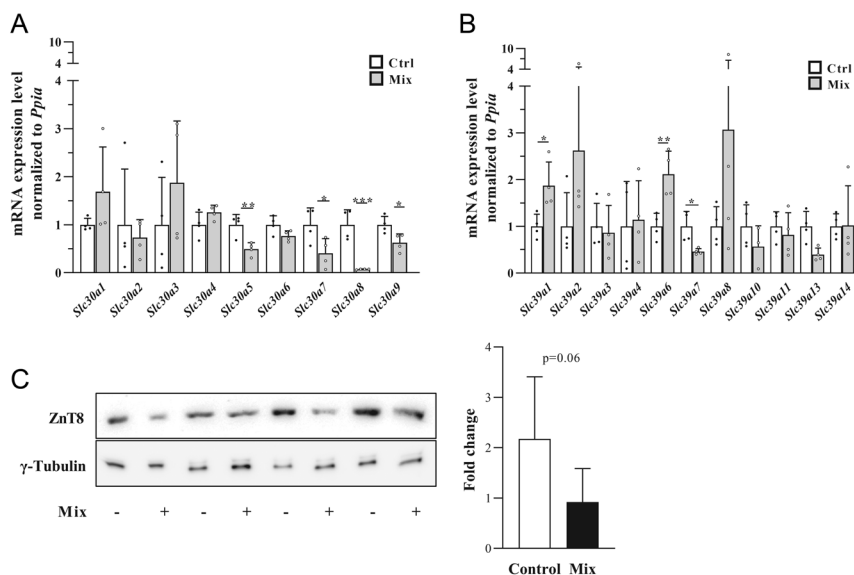 A
mRNA expression level
normalized to Ppia
10
4
4
3
2
1
0
Ctrl
Mix
**
*
***
*
Slc30a1
Slc30a2
Slc30a3
Slc30a4
Slc30a5
Slc30a6
Slc30a7
Slc30a8
Slc30a9
B
mRNA expression level
normalized to Ppia
10
4
4
3
2
1
0
Ctrl
Mix
*
**
*
Slc39a1
Slc39a2
Slc39a3
Slc39a4
Slc39a6
Slc39a7
Slc39a8
Slc39a10
Slc39a11
Slc39a13
Slc39a14
C
ZnT8
γ-Tubulin
Mix - + - + - + - +
Fold change
4
3
2
1
0
p=0.06
Control Mix